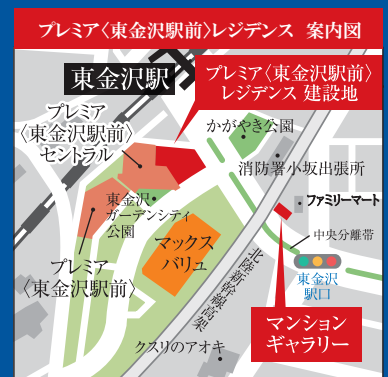 プレミア〈東金沢駅前〉レジデンス 案内図
東金沢駅
プレミア〈東金沢駅前〉
レジデンス 建設地
プレミア
〈東金沢駅前〉
セントラル
かがやき公園
消防署小坂出張所
ファミリーマート
東金沢
ガーデンシティ
公園
マックス
バリュ
中央分離帯
プレミア
〈東金沢駅前〉
北陸新幹線高架
東金沢
駅口
マンション
ギャラリー
クスリのアオキ